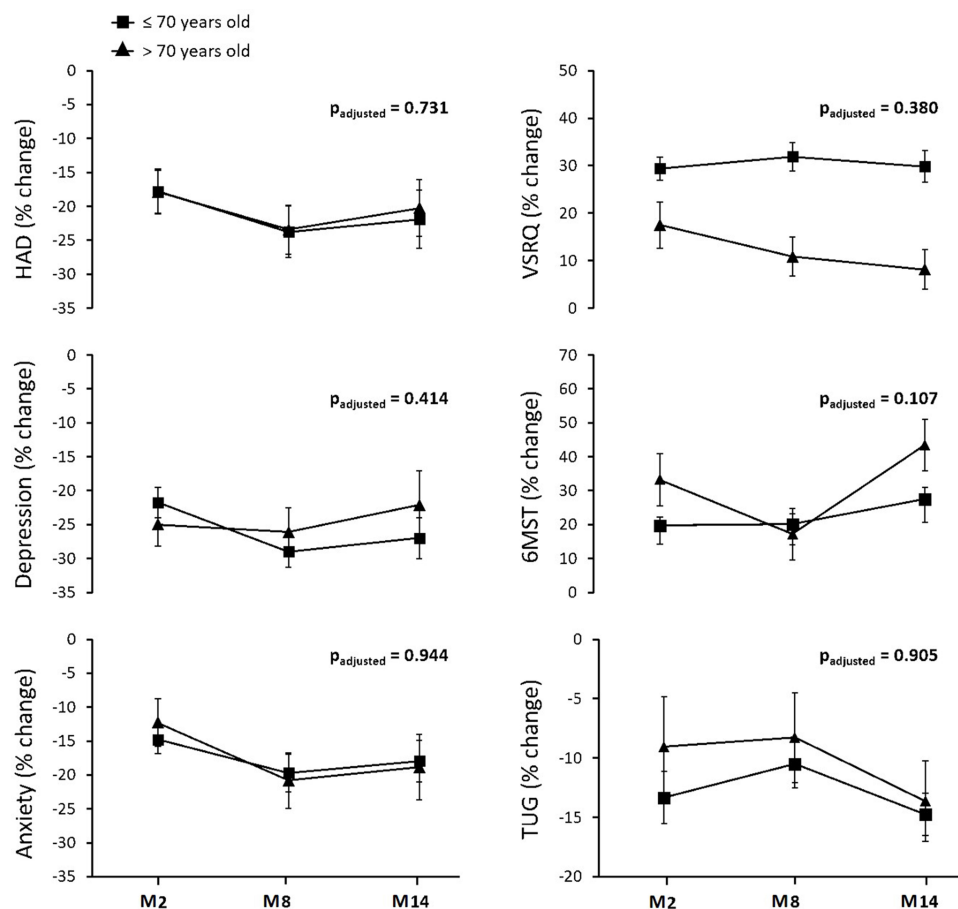 ≤ 70 years old
> 70 years old
HAD (% change)
0
-5
-10
-15
-20
-25
-30
-35
p adjusted = 0.731
VSRQ (% change)
50
40
30
20
10
0
p adjusted = 0.380
Depression (% change)
0
-5
-10
-15
-20
-25
-30
-35
p adjusted = 0.414
6MST (% change)
70
60
50
40
30
20
10
0
p adjusted = 0.107
Anxiety (% change)
0
-5
-10
-15
-20
-25
-30
-35
p adjusted = 0.944
M2 M8 M14
TUG (% change)
0
-5
-10
-15
-20
p adjusted = 0.905
M2 M8 M14